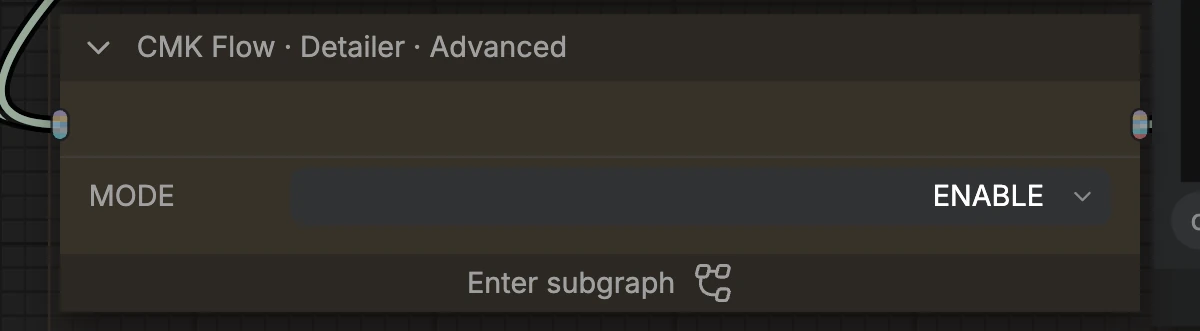 CMK Flow · Detailer · Advanced
MODE ENABLE
Enter subgraph